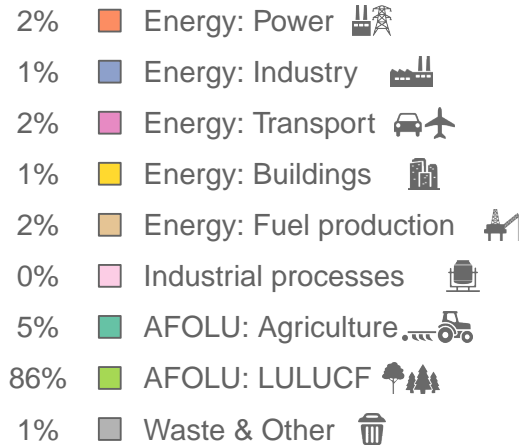 2% Energy: Power
1% Energy: Industry
2% Energy: Transport
1% Energy: Buildings
2% Energy: Fuel production
0% Industrial processes
5% AFOLU: Agriculture
86% AFOLU: LULUCF
1% Waste & Other